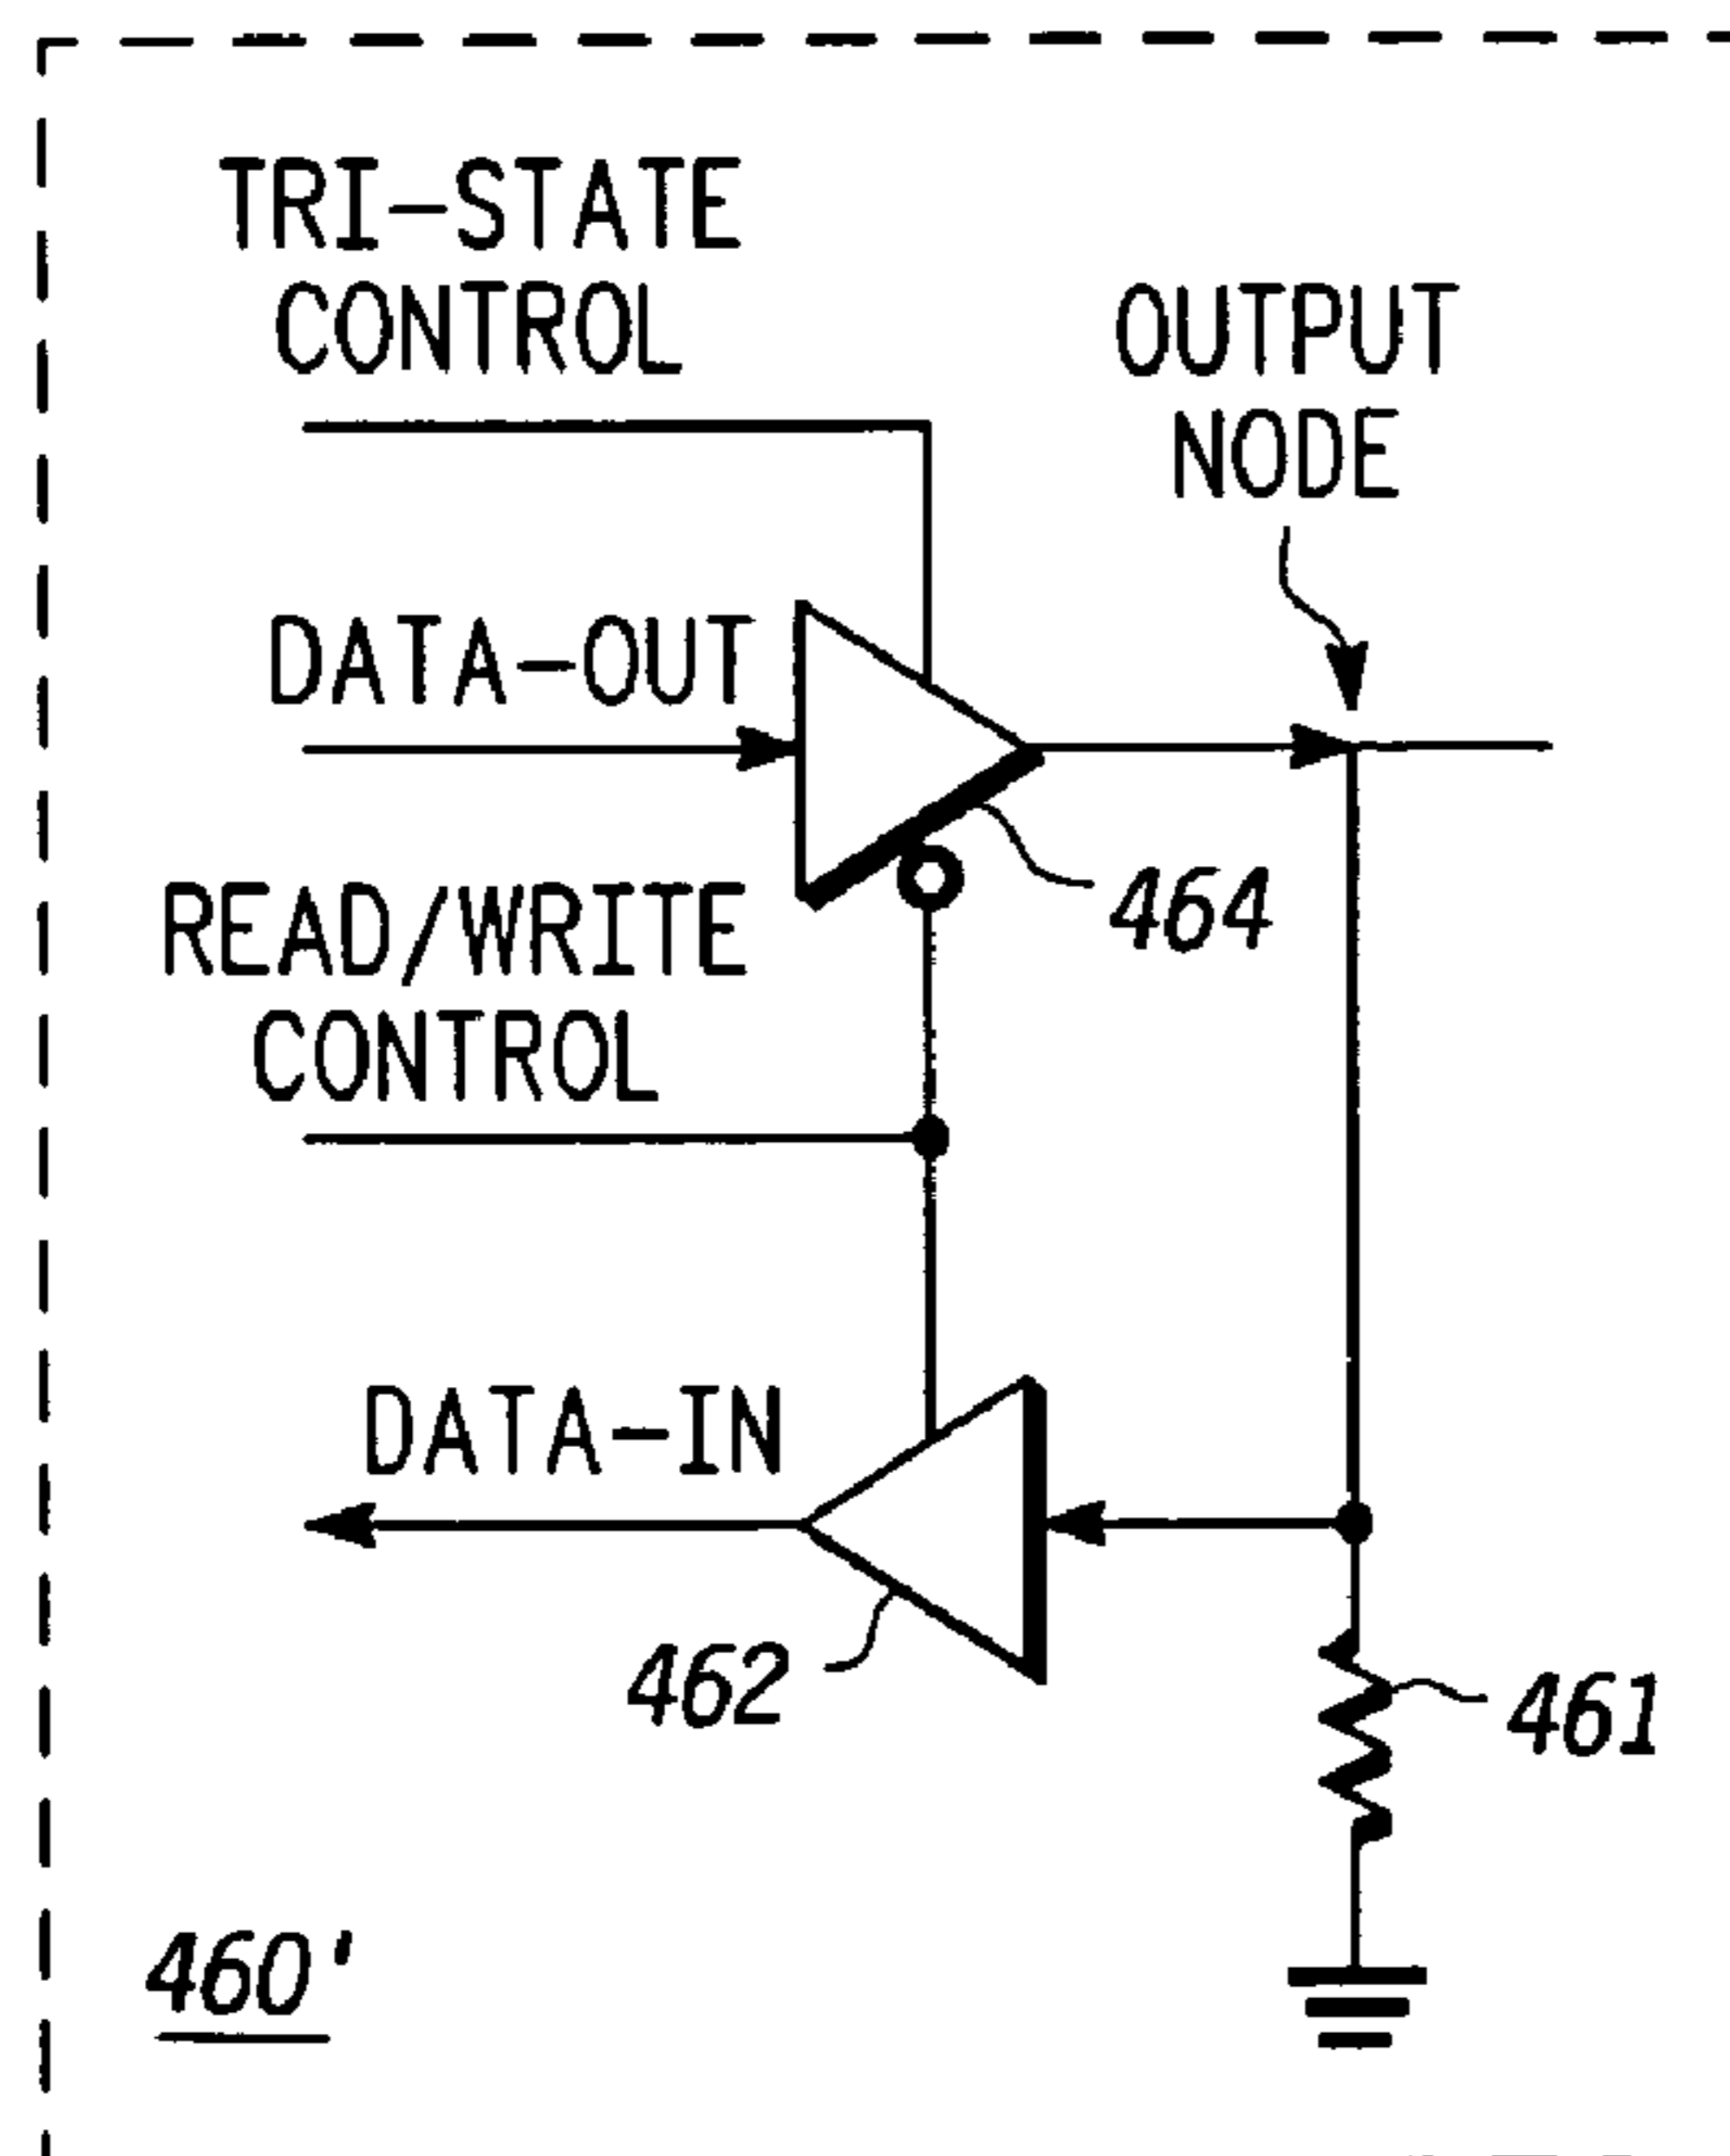 TRI-STATE
CONTROL
OUTPUT
NODE
DATA-OUT
464
READ/WRITE
CONTROL
DATA-IN
462
461
460'